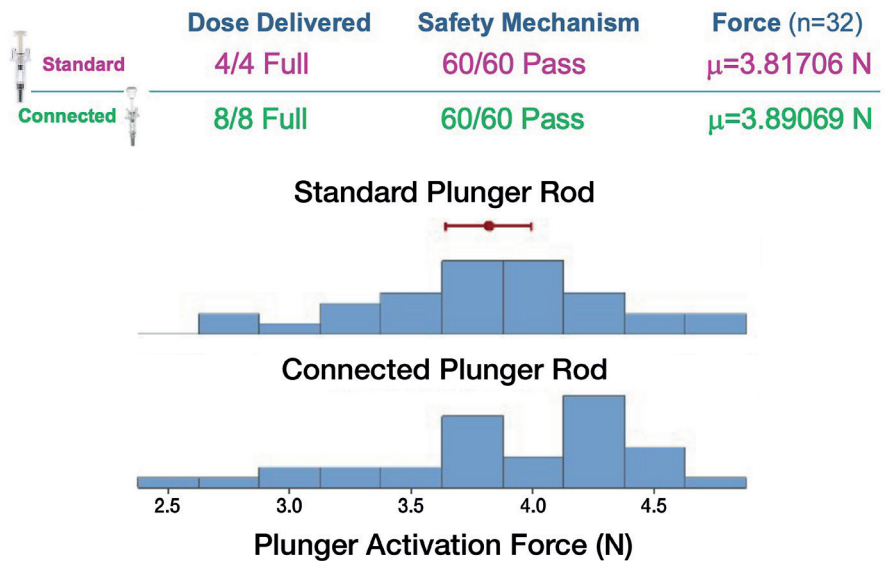 Dose Delivered Safety Mechanism Force (n=32)
Standard 4/4 Full 60/60 Pass μ=3.81706 N
Connected 8/8 Full 60/60 Pass μ=3.89069 N
Standard Plunger Rod
Connected Plunger Rod
2.5 3.0 3.5 4.0 4.5
Plunger Activation Force (N)